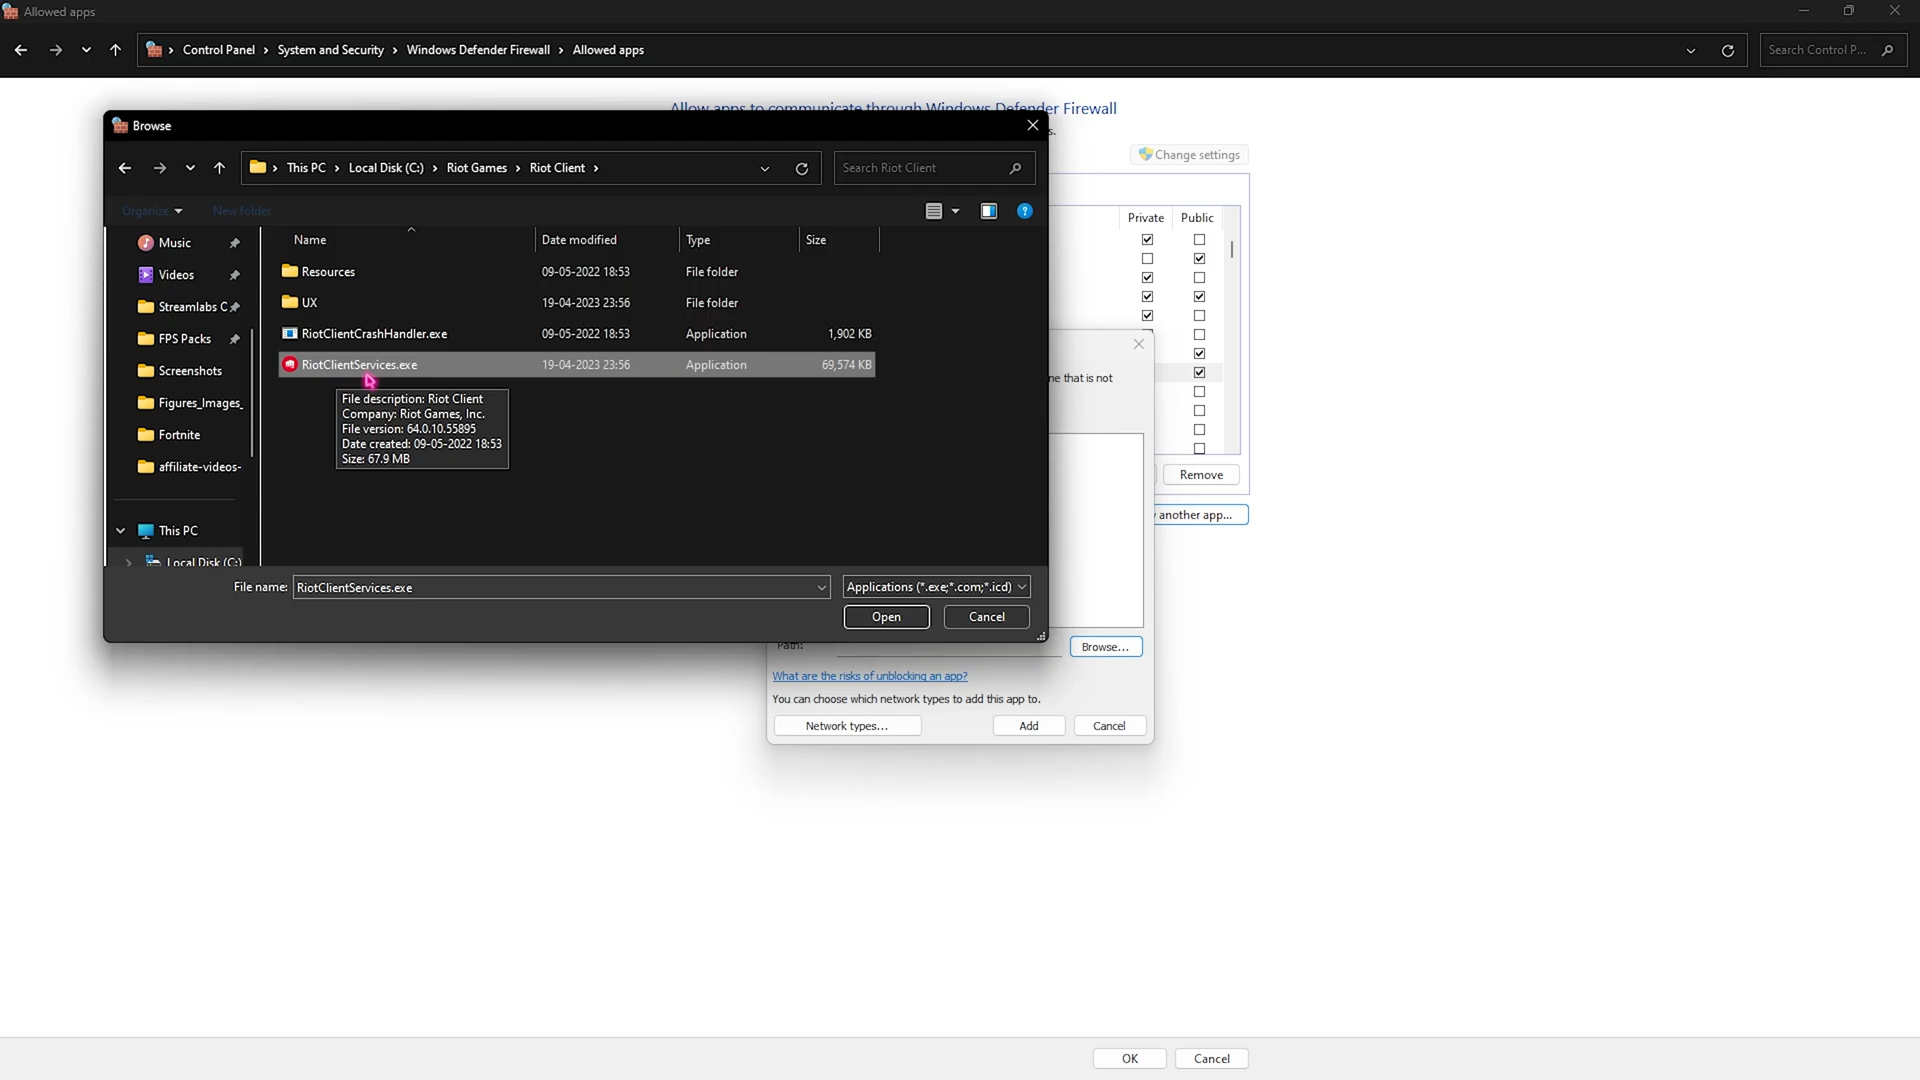 Allowed apps
Control Panel > System and Security > Windows Defender Firewall > Allowed apps
Search Control P...
Allow apps to communicate through Windows Defender Firewall
s.
Change settings
Private Public
Browse
This PC > Local Disk (C:) > Riot Games > Riot Client >
Search Riot Client
Organize New folder
Music
Videos
Streamlabs C
FPS Packs
Screenshots
Figures_Images_
Fortnite
affiliate-videos-
This PC
Local Disk (C:)
Name Date modified Type Size
Resources 09-05-2022 18:53 File folder
UX 19-04-2023 23:56 File folder
RiotClientCrashHandler.exe 09-05-2022 18:53 Application 1,902 KB
RiotClientServices.exe 19-04-2023 23:56 Application 69,574 KB
File description: Riot Client
Company: Riot Games, Inc.
File version: 64.0.10.55895
Date created: 09-05-2022 18:53
Size: 67.9 MB
File name: RiotClientServices.exe Applications (*.exe;*.com;*.icd)
Open Cancel
ne that is not
Remove
another app...
Path: Browse...
What are the risks of unblocking an app?
You can choose which network types to add this app to.
Network types... Add Cancel
OK Cancel